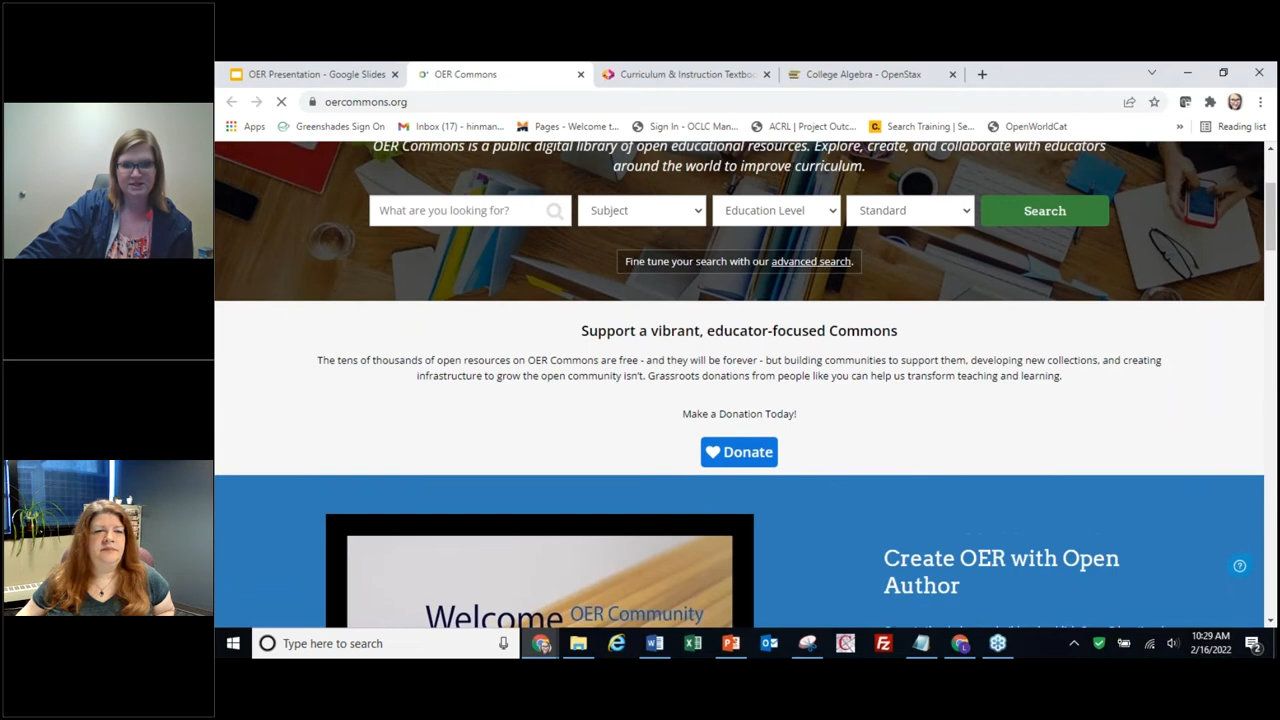 OER Presentation - Google Slides
OER Commons
Curriculum & Instruction Textbo
College Algebra - OpenStax
oercommons.org
Apps
Greenshades Sign On
Inbox (17) - hinman...
Pages - Welcome t...
Sign In - OCLC Man...
ACRL | Project Outc...
Search Training | Se...
OpenWorldCat
»
Reading list
OER Commons is a public digital library of open educational resources. Explore, create, and collaborate with educators
around the world to improve curriculum.
What are you looking for?
Subject
Education Level
Standard
Search
Fine tune your search with our advanced search.
Support a vibrant, educator-focused Commons
The tens of thousands of open resources on OER Commons are free - and they will be forever - but building communities to support them, developing new collections, and creating
infrastructure to grow the open community isn't. Grassroots donations from people like you can help us transform teaching and learning.
Make a Donation Today!
Donate
Create OER with Open
Author
Welcome OER Community
Type here to search
10:29 AM
2/16/2022
2